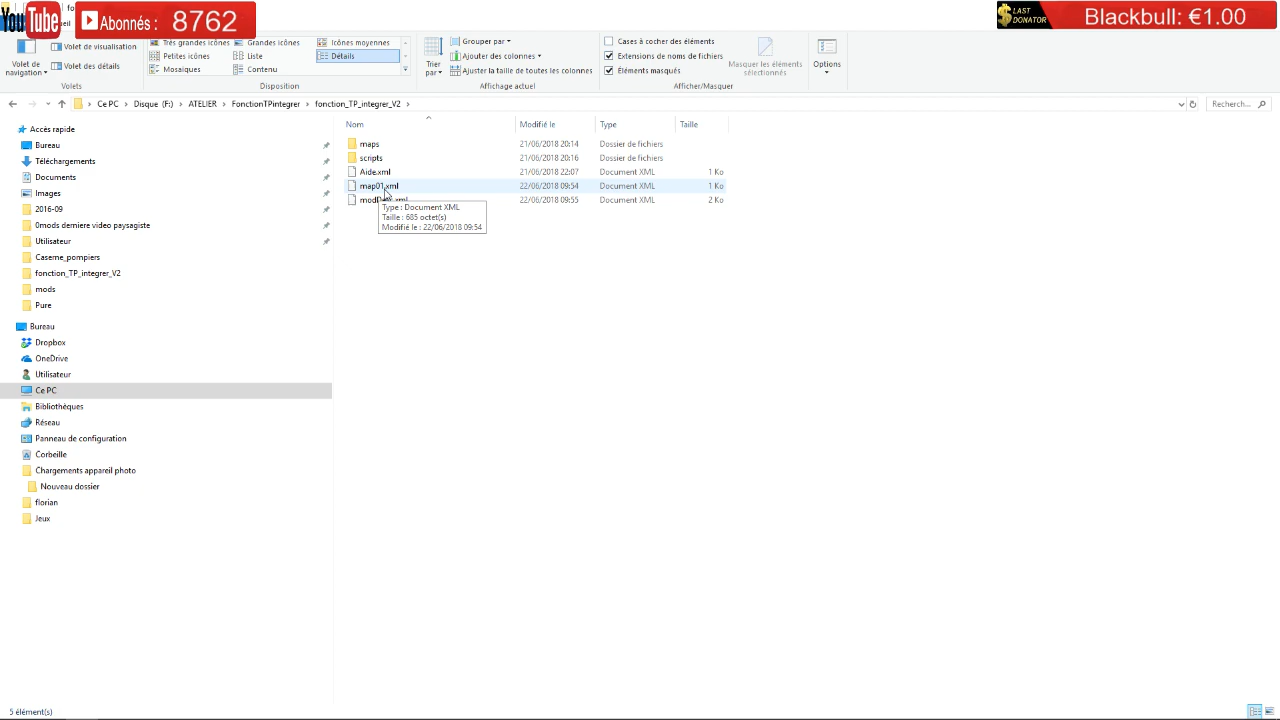 YouTube
Abonnés : 8762
LAST DONATOR
Blackbull: €1.00
Volet de navigation
Volet de visualisation
Volet des détails
Volets
Très grandes icônes
Grandes icônes
Icônes moyennes
Petites icônes
Liste
Détails
Mosaïques
Contenu
Disposition
Trier par
Grouper par
Ajouter des colonnes
Ajuster la taille de toutes les colonnes
Affichage actuel
Cases à cocher des éléments
Extensions de noms de fichiers
Éléments masqués
Masquer les éléments sélectionnés
Afficher/Masquer
Options
Ce PC > Disque (F:) > ATELIER > FonctionTPintegrer > fonction_TP_integrer_V2 >
Recherch...
Accès rapide
Bureau
Téléchargements
Documents
Images
2016-09
0mods derniere video paysagiste
Utilisateur
Caserne_pompiers
fonction_TP_integrer_V2
mods
Pure
Bureau
Dropbox
OneDrive
Utilisateur
Ce PC
Bibliothèques
Réseau
Panneau de configuration
Corbeille
Chargements appareil photo
Nouveau dossier
florian
Jeux
Nom Modifié le Type Taille
maps 21/06/2018 20:14 Dossier de fichiers
scripts 21/06/2018 20:16 Dossier de fichiers
Aide.xml 21/06/2018 22:07 Document XML 1 Ko
map01.xml 22/06/2018 09:54 Document XML 1 Ko
22/06/2018 09:55 Document XML 2 Ko
Type : Document XML
Taille : 685 octet(s)
Modifié le : 22/06/2018 09:54
5 élément(s)